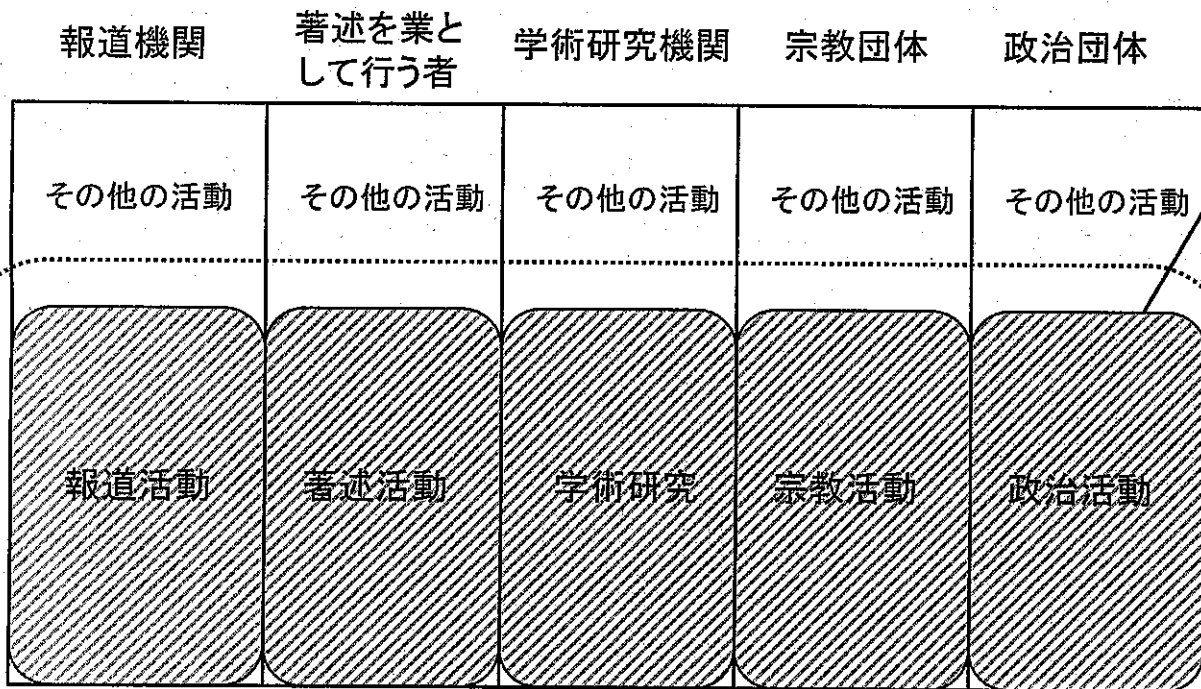 報道機関
著述を業と
して行う者
学術研究機関
宗教団体
政治団体
その他の活動
その他の活動
その他の活動
その他の活動
その他の活動
報道活動
著述活動
学術研究
宗教活動
政治活動